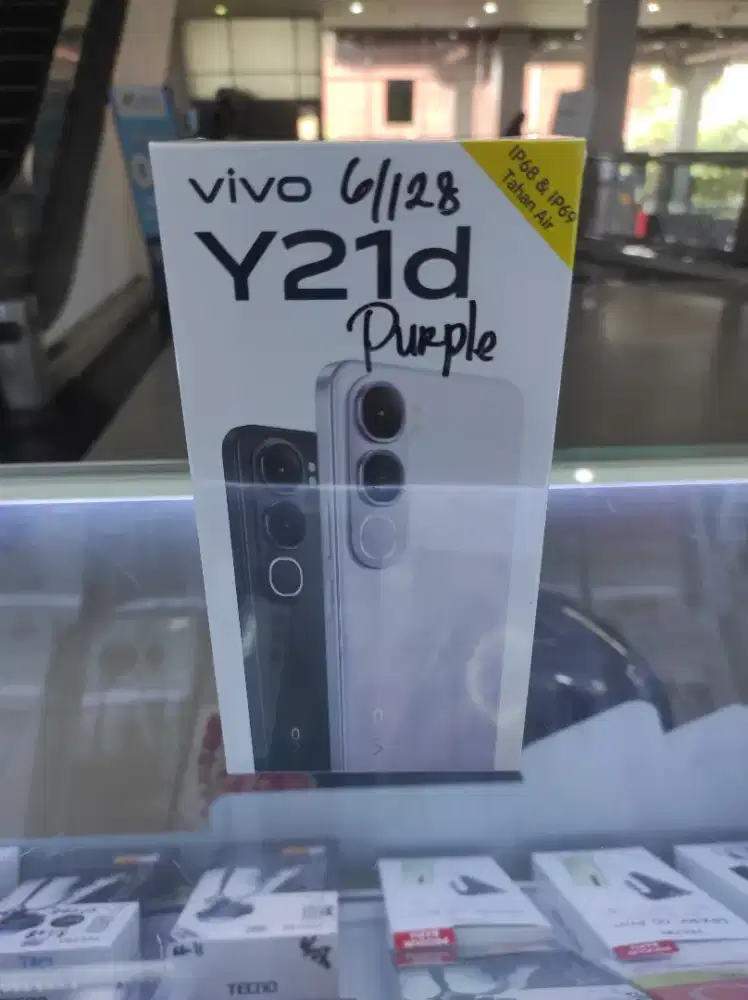 vivo 6/128
IP68 & IP69
Tahan Air
Y21d
Purple
TECNO